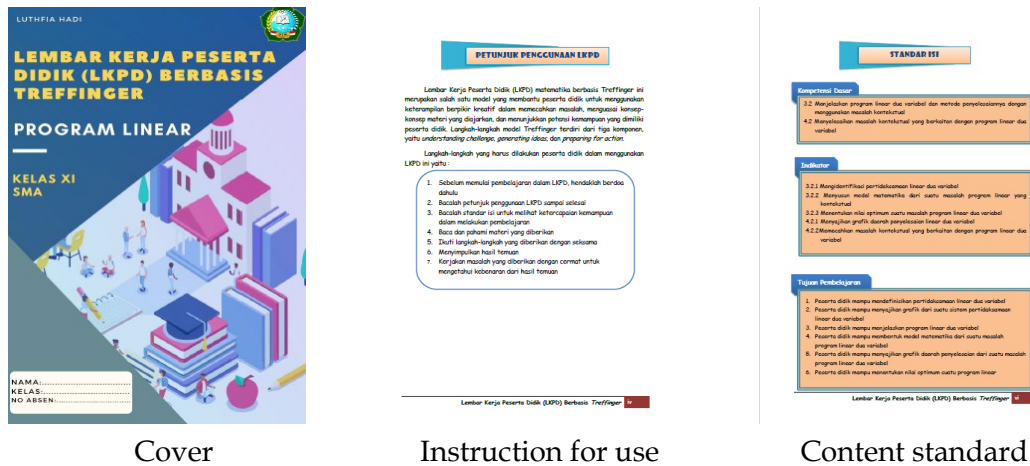 LUTHFIA HADI
LEMBAR KERJA PESERTA
DIDIK (LKPD) BERBASIS
TREFFINGER
PROGRAM LINEAR
KELAS XI
SMA
NAMA:
KELAS:
NO ABSEN:
Cover
PETUNJUK PENGGUNAAN LKPD
Lembar Kerja Peserta Didik (LKPD) matematika berbasis Treffinger ini
merupakan salah satu model yang membantu peserta didik untuk menggunakan
keterampilan berpikir kreatif dalam memecahkan masalah, menguasai konsep-
konsep materi yang diajarkan, dan menunjukkan potensi kemampuan yang dimiliki
peserta didik. Langkah-langkah model Treffinger terdiri dari tiga komponen,
yaitu understanding challenge, generating ideas, dan preparing for action.
Langkah-langkah yang harus dilakukan peserta didik dalam menggunakan
LKPD ini yaitu :
1. Sebelum memulai pembelajaran dalam LKPD, hendaklah berdoa
dahulu
2. Bacalah petunjuk penggunaan LKPD sampai selesai
3. Bacalah standar isi untuk melihat ketercapaian kemampuan
dalam melakukan pembelajaran
4. Baca dan pahami materi yang diberikan
5. Ikuti langkah-langkah yang diberikan dengan seksama
6. Menyimpulkan hasil temuan
7. Kerjakan masalah yang diberikan dengan cermat untuk
mengetahui kebenaran dari hasil temuan
Lembar Kerja Peserta Didik (LKPD) Berbasis Treffinger iv
Instruction for use
STANDAR ISI
Kompetensi Dasar
3.2 Menjelaskan program linear dua variabel dan metode penyelesaiannya dengan
menggunakan masalah kontekstual
4.2 Menyelesaikan masalah kontekstual yang berkaitan dengan program linear dua
variabel
Indikator
3.2.1 Mengidentifikasi pertidaksamaan linear dua variabel
3.2.2 Menyusun model matematika dari suatu masalah program linear yang
kontekstual
3.2.3 Menentukan nilai optimum suatu masalah program linear dua variabel
4.2.1 Menyajikan grafik daerah penyelesaian linear dua variabel
4.2.2 Memecahkan masalah kontekstual yang berkaitan dengan program linear dua
variabel
Tujuan Pembelajaran
1. Peserta didik mampu mendefinisikan pertidaksamaan linear dua variabel
2. Peserta didik mampu menyajikan grafik dari suatu sistem pertidaksamaan
linear dua variabel
3. Peserta didik mampu menjelaskan program linear dua variabel
4. Peserta didik mampu membentuk model matematika dari suatu masalah
program linear dua variabel
5. Peserta didik mampu menyajikan grafik daerah penyelesaian dari suatu masalah
program linear dua variabel
6. Peserta didik mampu menentukan nilai optimum suatu program linear
Lembar Kerja Peserta Didik (LKPD) Berbasis Treffinger vi
Content standard